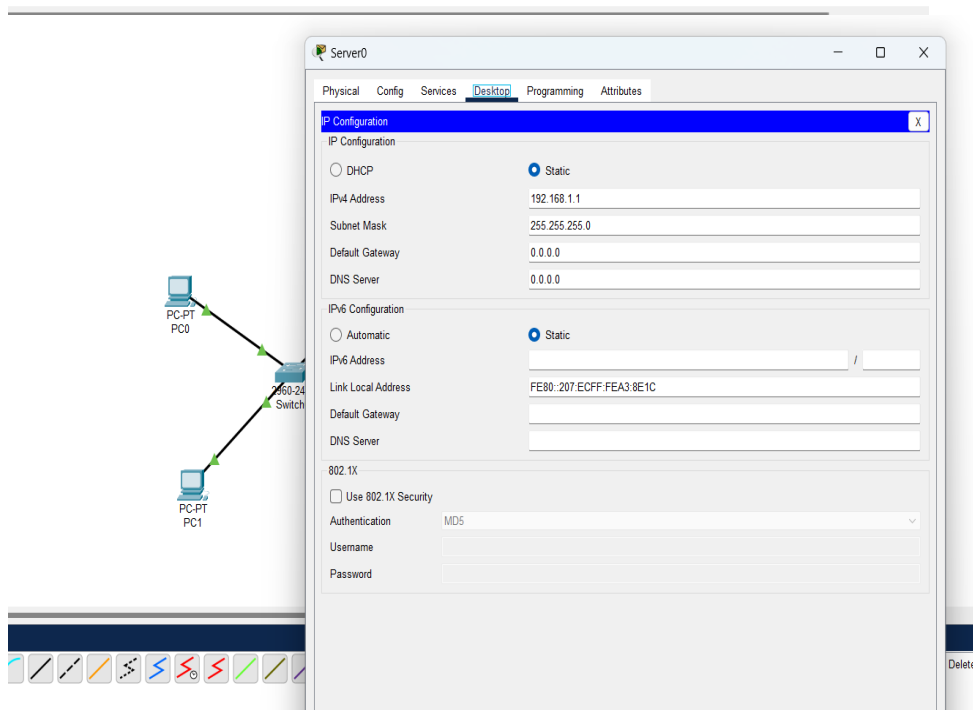 Server0
Physical Config Services Desktop Programming Attributes
IP Configuration X
IP Configuration
DHCP Static
IPv4 Address 192.168.1.1
Subnet Mask 255.255.255.0
Default Gateway 0.0.0.0
DNS Server 0.0.0.0
IPv6 Configuration
Automatic Static
IPv6 Address /
Link Local Address FE80::207:ECFF:FEA3:8E1C
Default Gateway
DNS Server
802.1X
Use 802.1X Security
Authentication MD5
Username
Password
PC-PT
PC0
2960-24
Switch
PC-PT
PC1
Delete